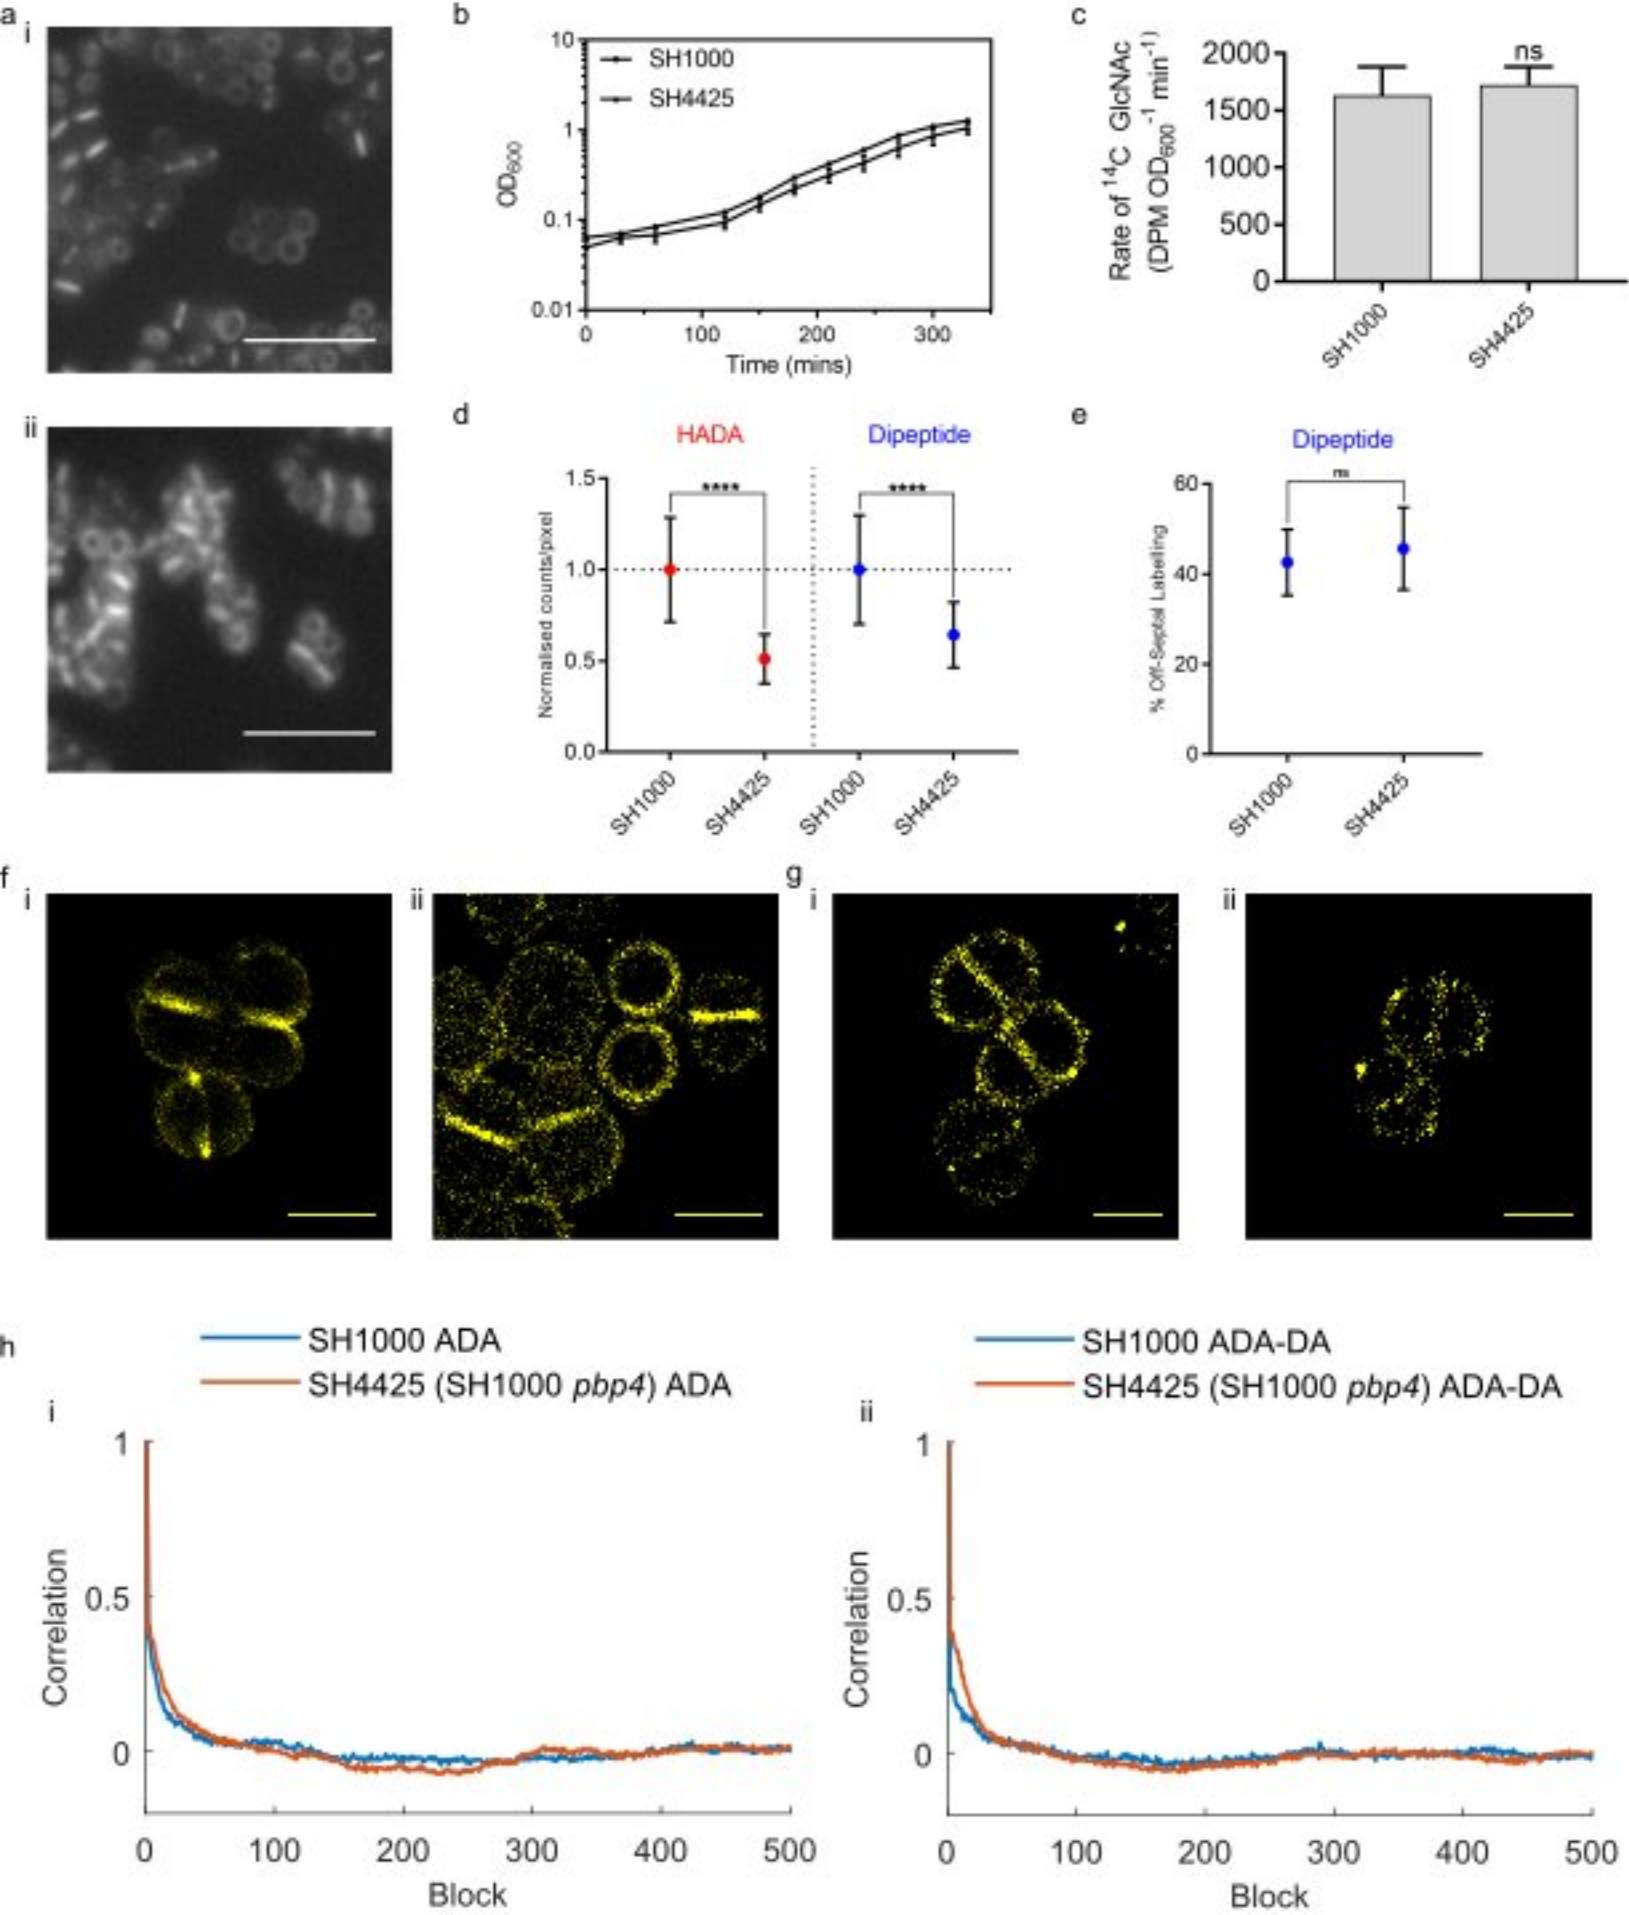 a
i
ii
b
10
1
0.1
0.01
OD600
SH1000
SH4425
0
100
200
300
Time (mins)
c
Rate of 14C GlcNAc
(DPM OD600-1 min-1)
2000
1500
1000
500
0
ns
SH1000
SH4425
d
HADA
Dipeptide
Normalised counts/pixel
1.5
1.0
0.5
0.0
****
****
SH1000
SH4425
SH1000
SH4425
e
Dipeptide
% Off-Septal Labelling
60
40
20
0
ns
SH1000
SH4425
f
i
ii
g
i
ii
h
SH1000 ADA
SH4425 (SH1000 pbp4) ADA
i
Correlation
1
0.5
0
0
100
200
300
400
500
Block
SH1000 ADA-DA
SH4425 (SH1000 pbp4) ADA-DA
ii
Correlation
1
0.5
0
0
100
200
300
400
500
Block